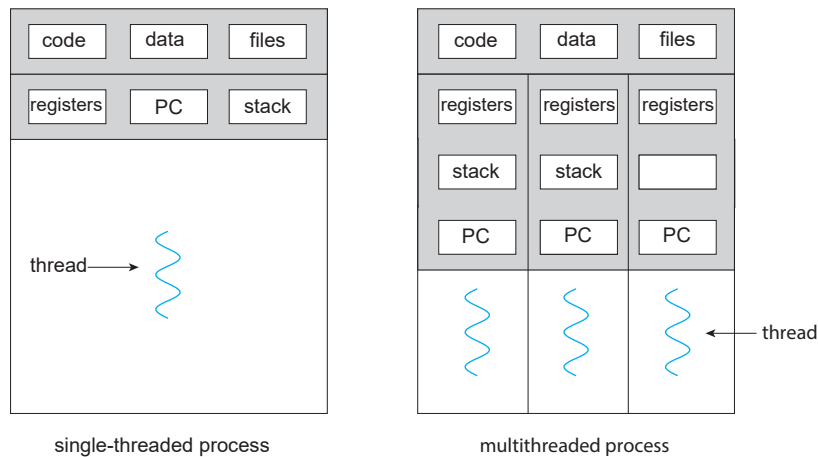 code data files
registers PC stack
thread
single-threaded process
code data files
registers registers registers
stack stack
PC PC PC
thread
multithreaded process